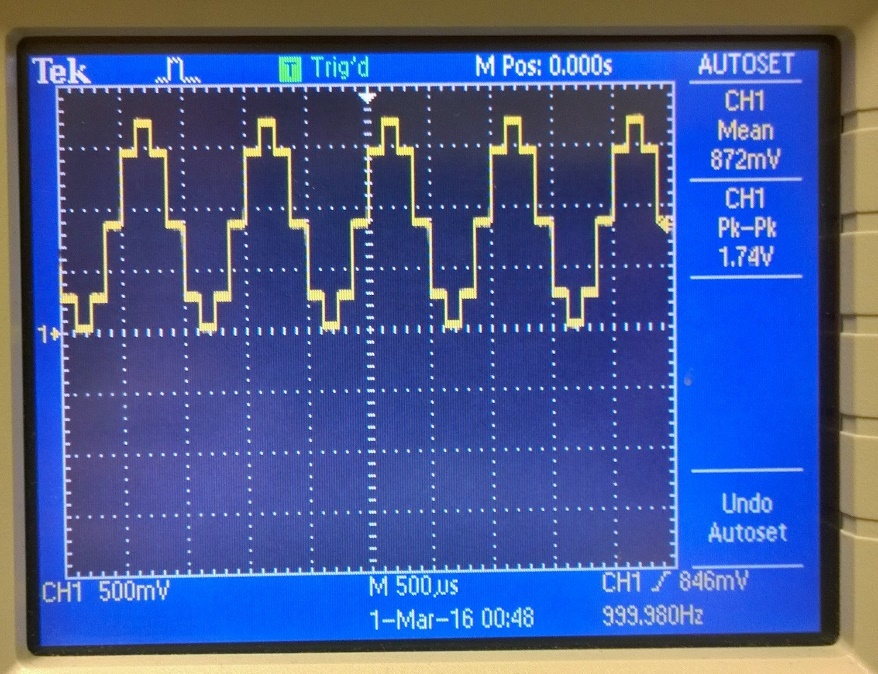 Tek T Trig'd M Pos: 0.000s AUTOSET
CH1
Mean
872mV
CH1
Pk-Pk
1.74V
1
Undo
Autoset
CH1 500mV M 500µs CH1 846mV
1-Mar-16 00:48 999.980Hz